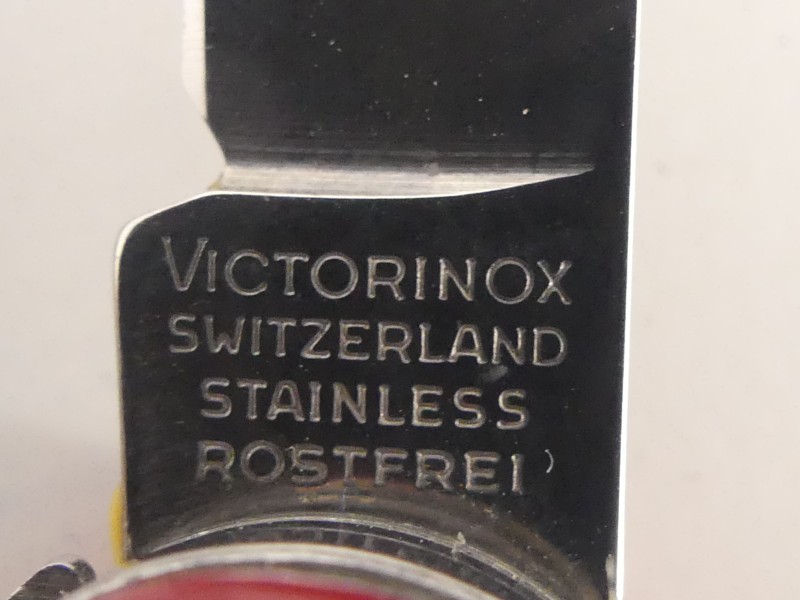 VICTORINOX
SWITZERLAND
STAINLESS
ROSTFREI